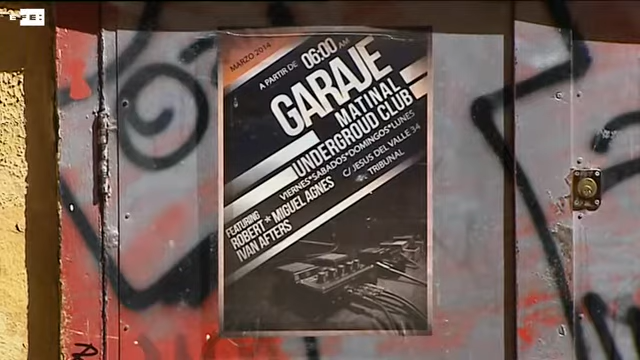 EFE:
MARZO 2014
A PARTIR DE 06:00 AM
GARAJE
MATINAL
UNDERGROUD CLUB
VIERNES*SABADOS*DOMINGOS*LUNES
C/ JESUS DEL VALLE 34
TRIBUNAL
FEATURING
ROBERT * MIGUEL AGNES
IVAN AFTERS